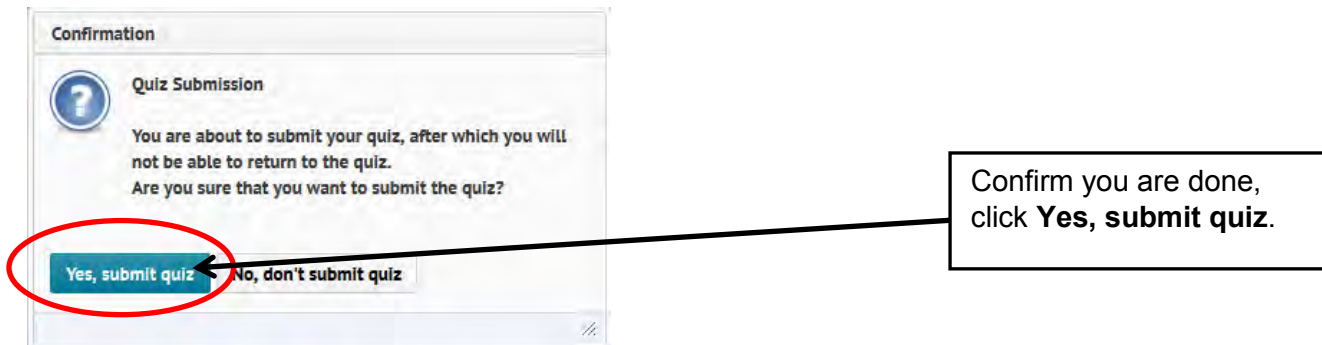 Confirmation
Quiz Submission
You are about to submit your quiz, after which you will
not be able to return to the quiz.
Are you sure that you want to submit the quiz?
Yes, submit quiz
No, don't submit quiz
Confirm you are done,
click Yes, submit quiz.